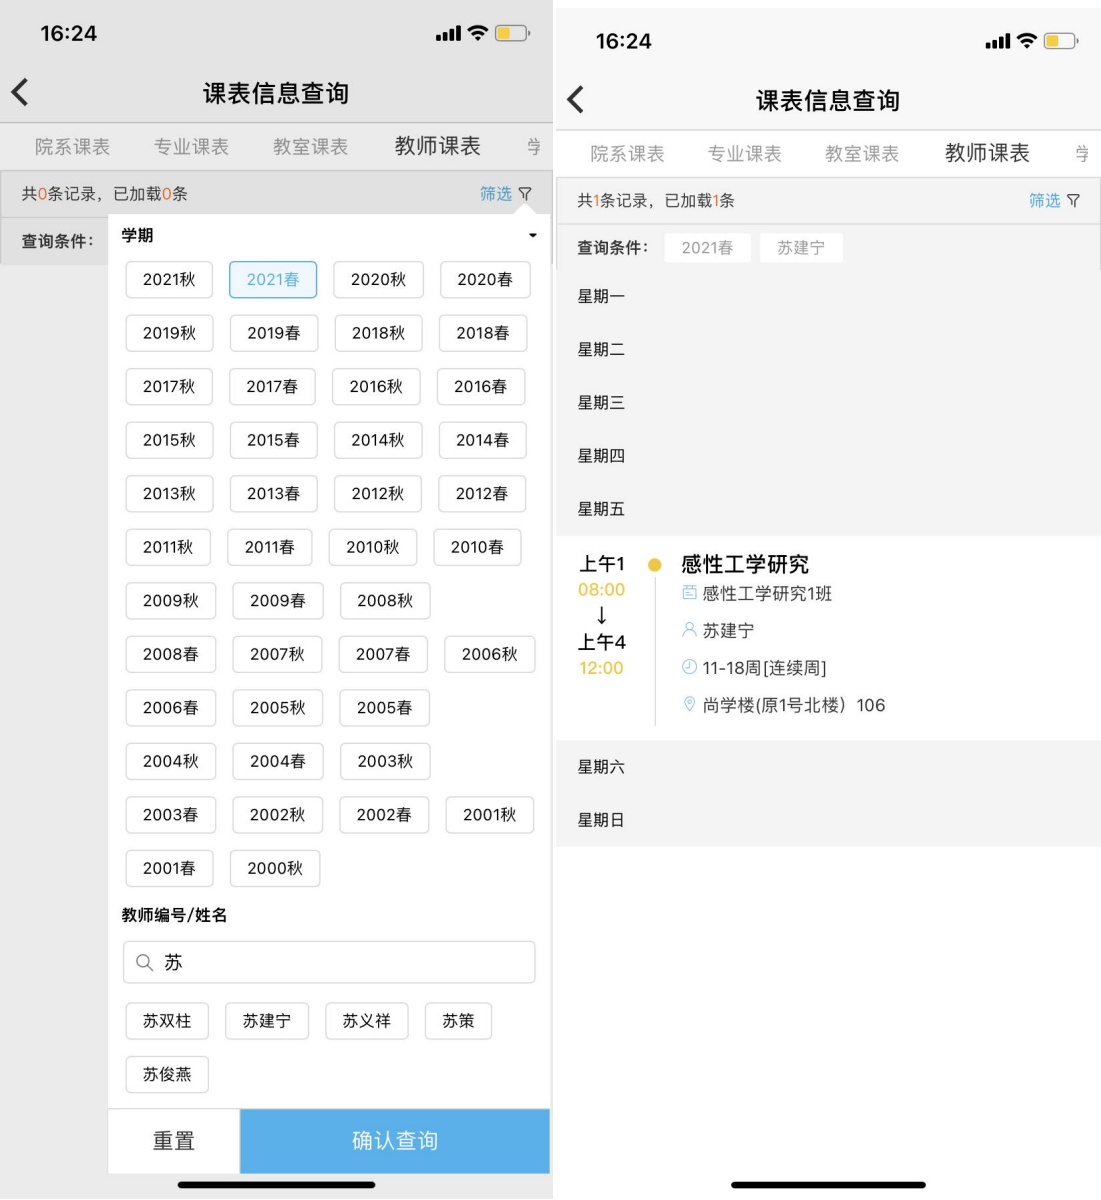 16:24
课表信息查询
院系课表 专业课表 教室课表 教师课表 学
共0条记录，已加载0条 筛选
查询条件：
学期
2021秋 2021春 2020秋 2020春
2019秋 2019春 2018秋 2018春
2017秋 2017春 2016秋 2016春
2015秋 2015春 2014秋 2014春
2013秋 2013春 2012秋 2012春
2011秋 2011春 2010秋 2010春
2009秋 2009春 2008秋
2008春 2007秋 2007春 2006秋
2006春 2005秋 2005春
2004秋 2004春 2003秋
2003春 2002秋 2002春 2001秋
2001春 2000秋
教师编号/姓名
苏
苏双柱 苏建宁 苏义祥 苏策
苏俊燕
重置 确认查询
16:24
课表信息查询
院系课表 专业课表 教室课表 教师课表 学
共1条记录，已加载1条 筛选
查询条件： 2021春 苏建宁
星期一
星期二
星期三
星期四
星期五
上午1 感性工学研究
08:00 感性工学研究1班
↓
上午4 苏建宁
12:00 11-18周[连续周]
尚学楼(原1号北楼）106
星期六
星期日